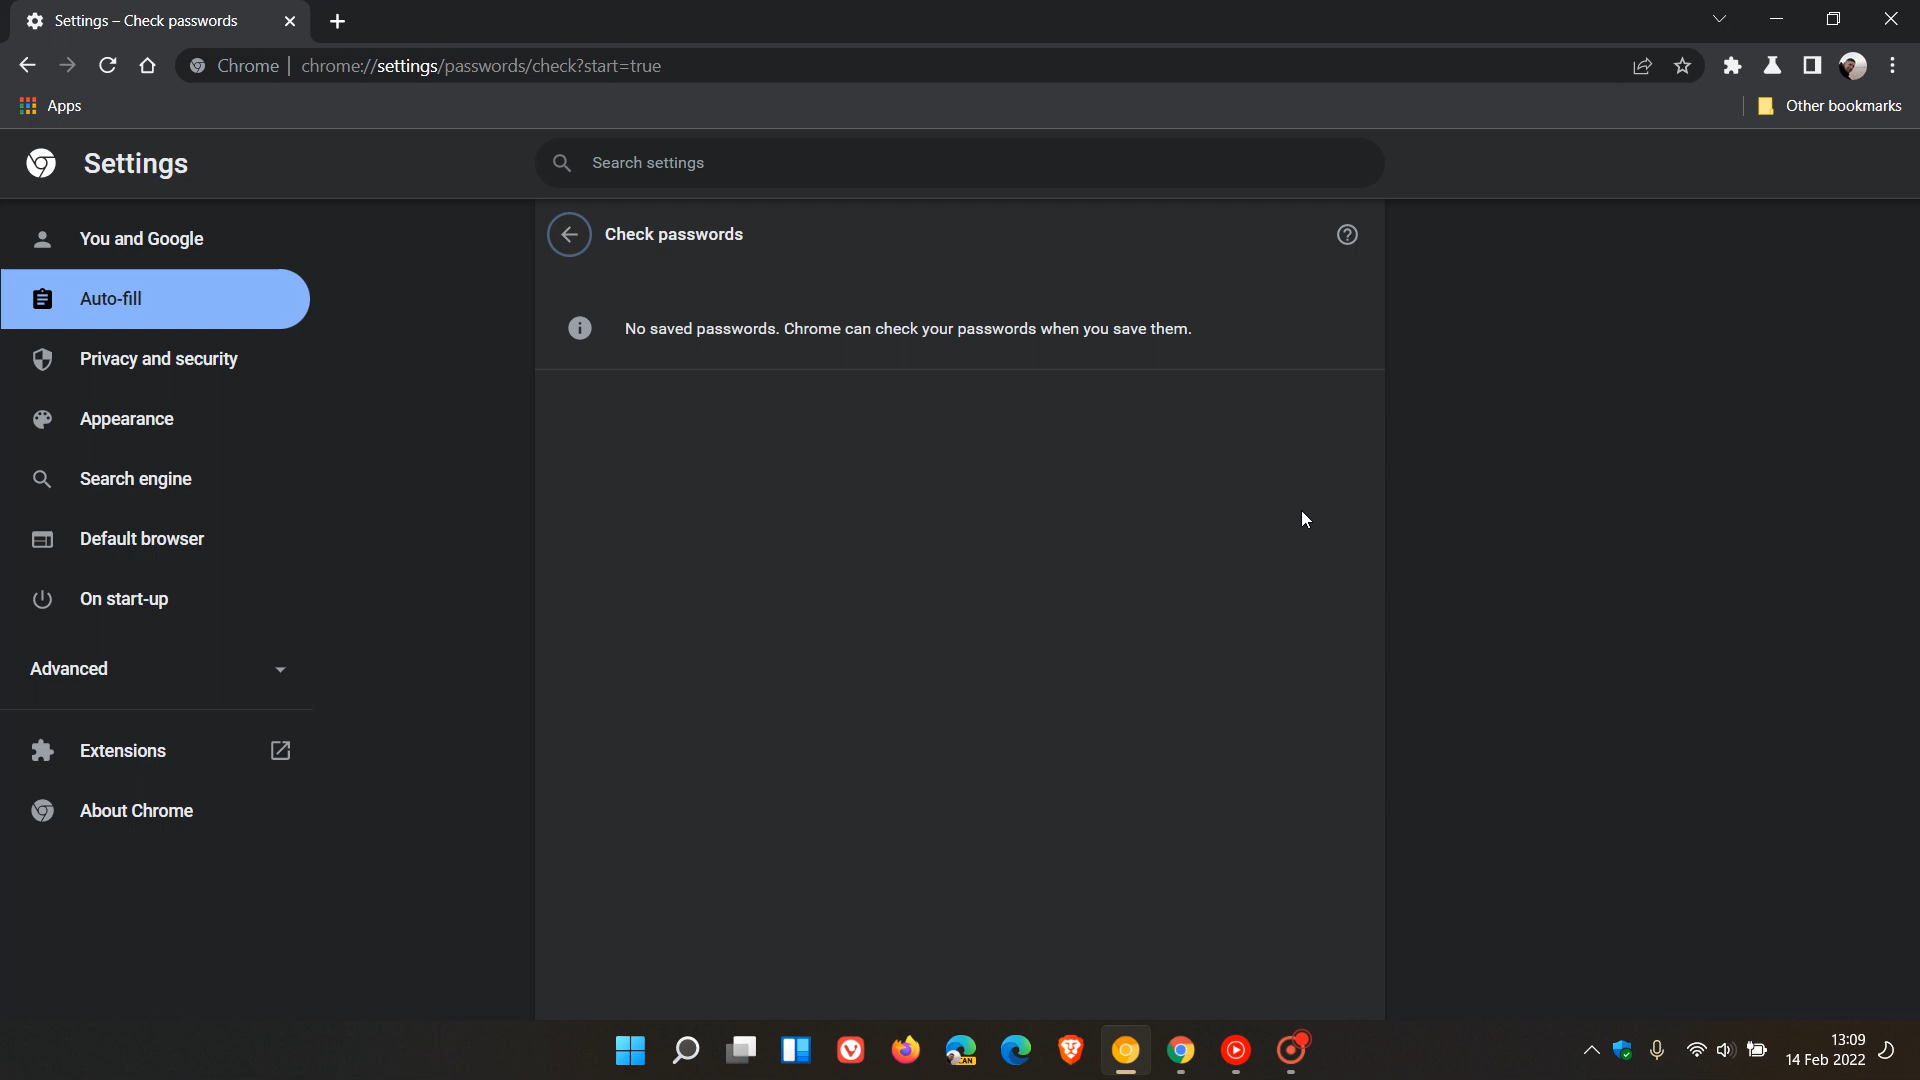 Settings – Check passwords
Chrome | chrome://settings/passwords/check?start=true
Apps
Other bookmarks
Settings
Search settings
You and Google
Auto-fill
Privacy and security
Appearance
Search engine
Default browser
On start-up
Advanced
Extensions
About Chrome
Check passwords
No saved passwords. Chrome can check your passwords when you save them.
CAN
13:09
14 Feb 2022